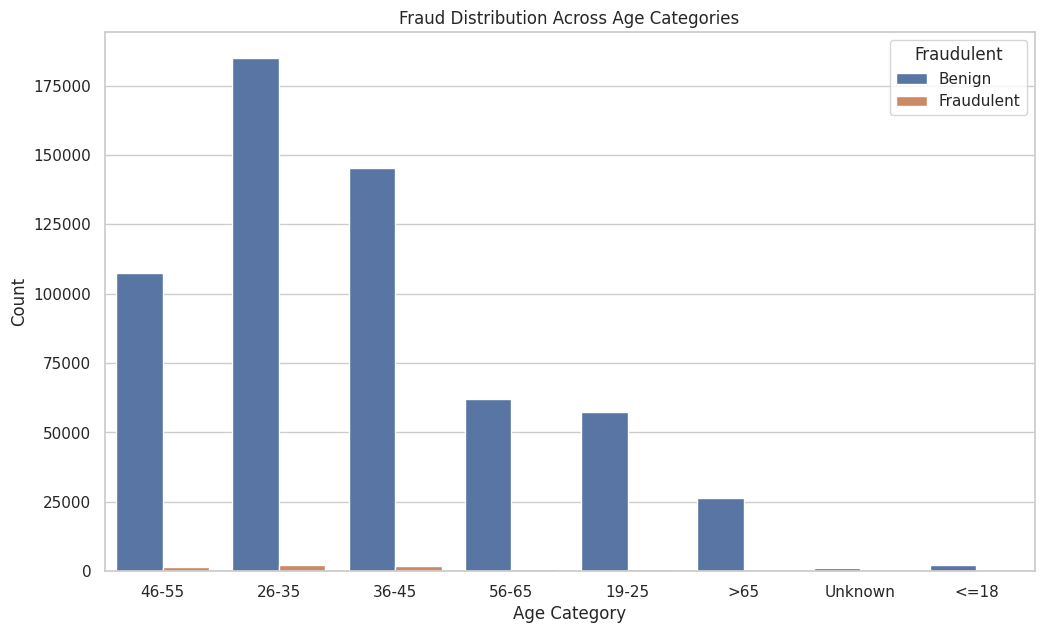 Fraud Distribution Across Age Categories
Fraudulent
Benign
Fraudulent
175000
150000
125000
100000
75000
50000
25000
0
Count
46-55
26-35
36-45
56-65
19-25
>65
Unknown
<=18
Age Category